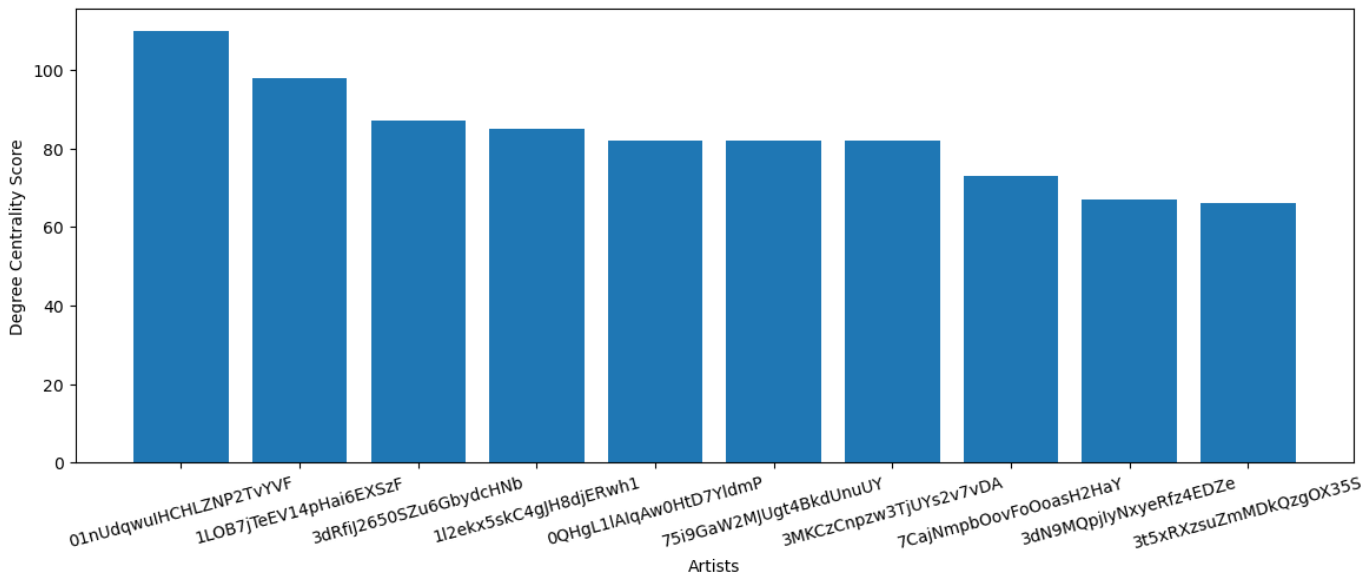 Degree Centrality Score
100
80
60
40
20
0
01nUdqwulHCHLZNP2TvYVF
1LOB7jTeEV14pHai6EXSzF
3dRfiJ2650SZu6GbydcHNb
1l2ekx5skC4gJH8djERwh1
0QHgL1lAIqAw0HtD7YldmP
75i9GaW2MJUgt4BkdUnuUY
3MKCzCnpzw3TjUYs2v7vDA
7CajNmpbOovFoOoasH2HaY
3dN9MQpjIyNxyeRfz4EDZe
3t5xRXzsuZmMDkQzgOX35S
Artists